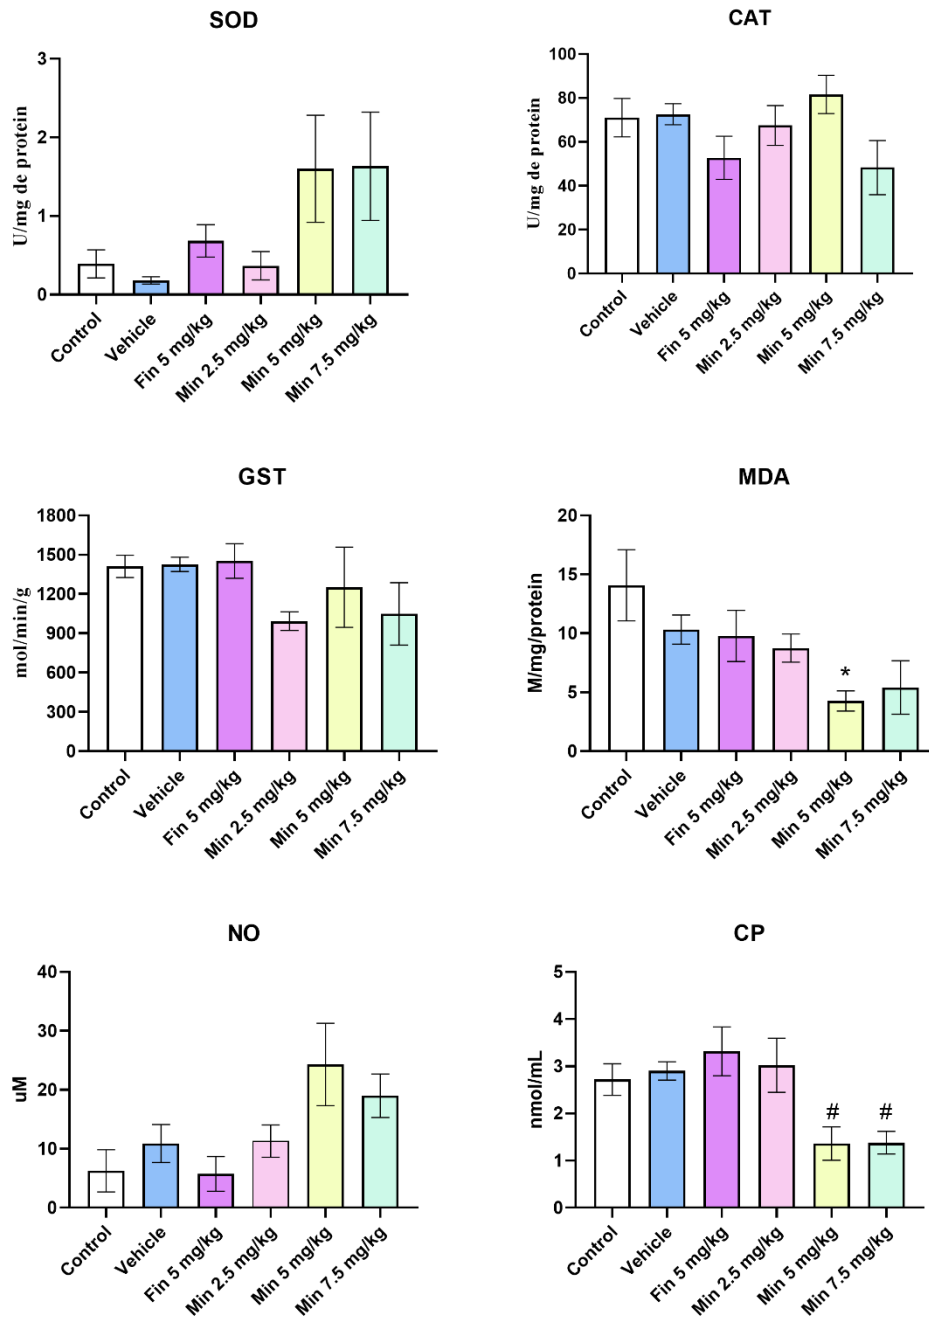 SOD
U/mg de protein
3
2
1
0
Control
Vehicle
Fin 5 mg/kg
Min 2.5 mg/kg
Min 5 mg/kg
Min 7.5 mg/kg
CAT
U/mg de protein
100
80
60
40
20
0
Control
Vehicle
Fin 5 mg/kg
Min 2.5 mg/kg
Min 5 mg/kg
Min 7.5 mg/kg
GST
mol/min/g
1800
1500
1200
900
600
300
0
Control
Vehicle
Fin 5 mg/kg
Min 2.5 mg/kg
Min 5 mg/kg
Min 7.5 mg/kg
MDA
M/mg/protein
20
15
10
5
0
*
Control
Vehicle
Fin 5 mg/kg
Min 2.5 mg/kg
Min 5 mg/kg
Min 7.5 mg/kg
NO
uM
40
30
20
10
0
Control
Vehicle
Fin 5 mg/kg
Min 2.5 mg/kg
Min 5 mg/kg
Min 7.5 mg/kg
CP
nmol/mL
5
4
3
2
1
0
# #
Control
Vehicle
Fin 5 mg/kg
Min 2.5 mg/kg
Min 5 mg/kg
Min 7.5 mg/kg